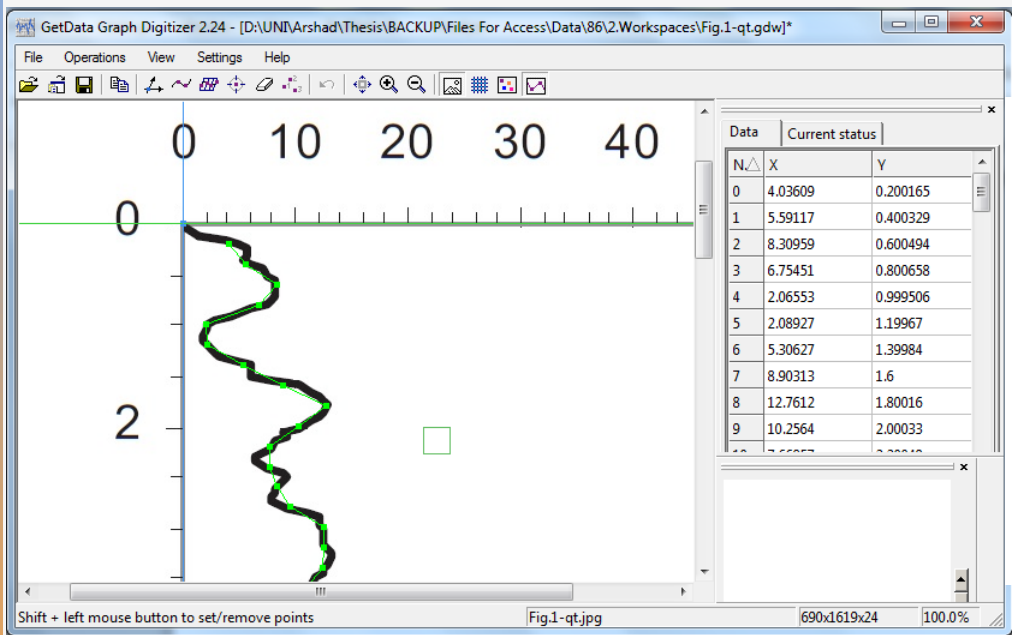 GetData Graph Digitizer 2.24 - [D:\UNI\Arshad\Thesis\BACKUP\Files For Access\Data\86\2.Workspaces\Fig.1-qt.gdw]*
File Operations View Settings Help
0 10 20 30 40
0
2
Data Current status
N. X Y
0 4.03609 0.200165
1 5.59117 0.400329
2 8.30959 0.600494
3 6.75451 0.800658
4 2.06553 0.999506
5 2.08927 1.19967
6 5.30627 1.39984
7 8.90313 1.6
8 12.7612 1.80016
9 10.2564 2.00033
Shift + left mouse button to set/remove points Fig.1-qt.jpg 690x1619x24 100.0%